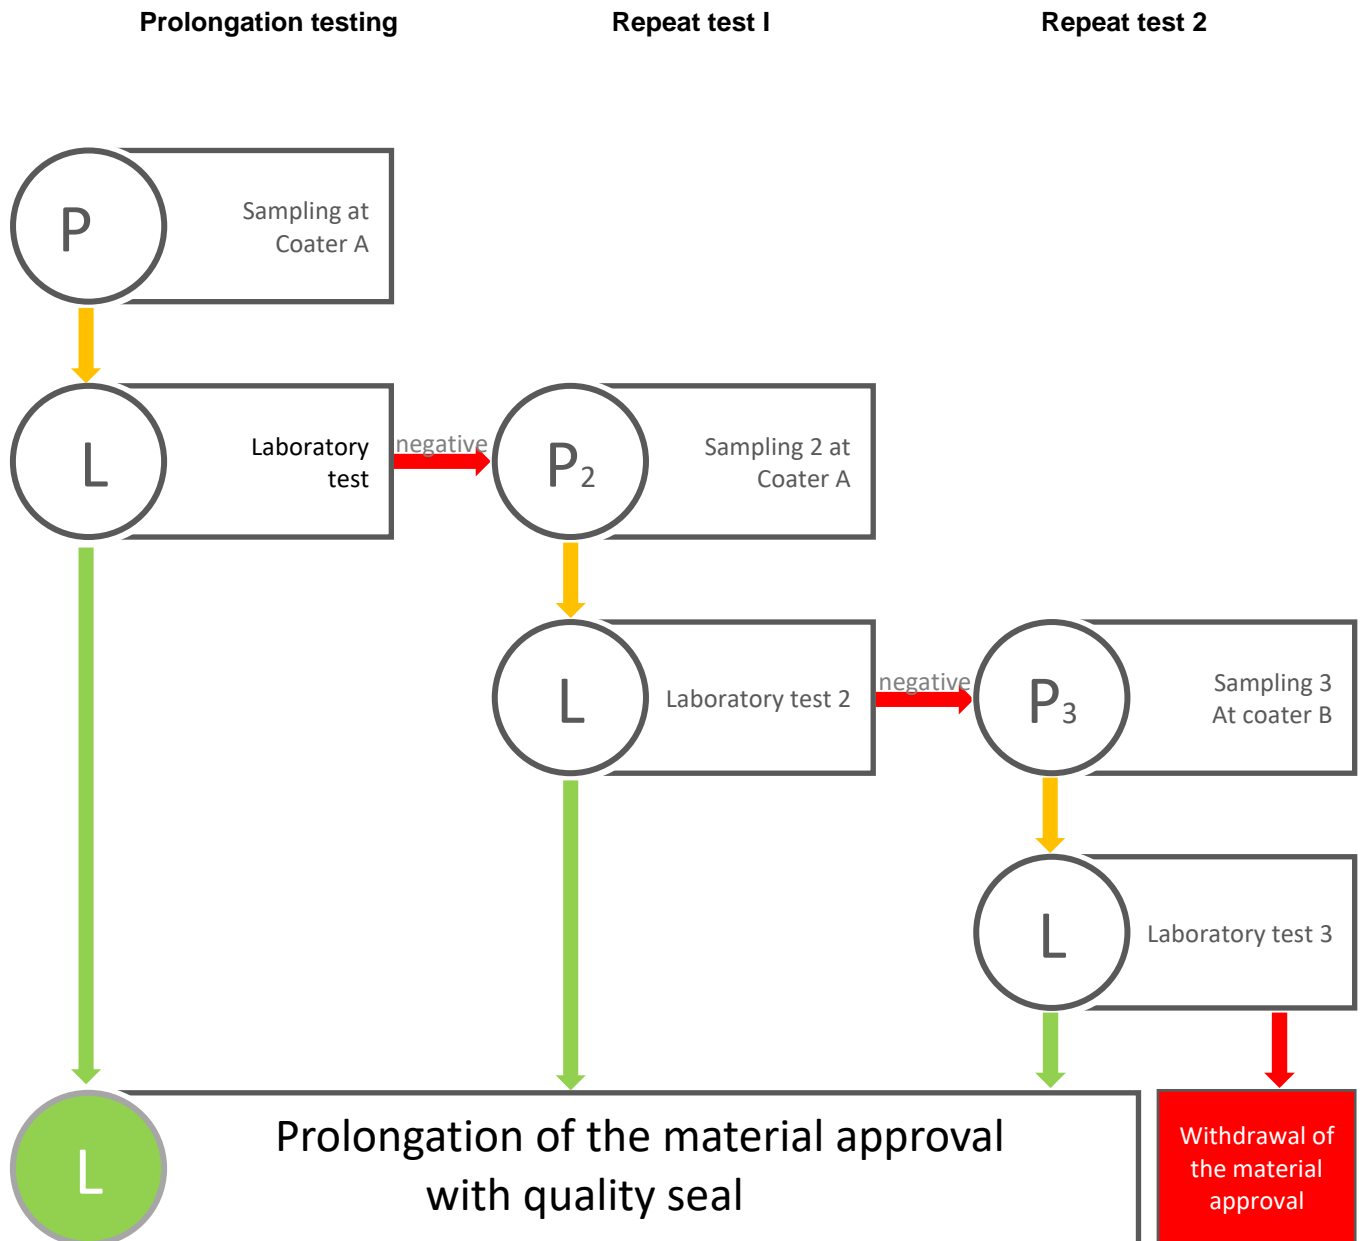 Prolongation testing
Repeat test I
Repeat test 2
P
Sampling at
Coater A
L
Laboratory
test
negative
P2
Sampling 2 at
Coater A
L
Laboratory test 2
negative
P3
Sampling 3
At coater B
L
Laboratory test 3
L
Prolongation of the material approval
with quality seal
Withdrawal of
the material
approval